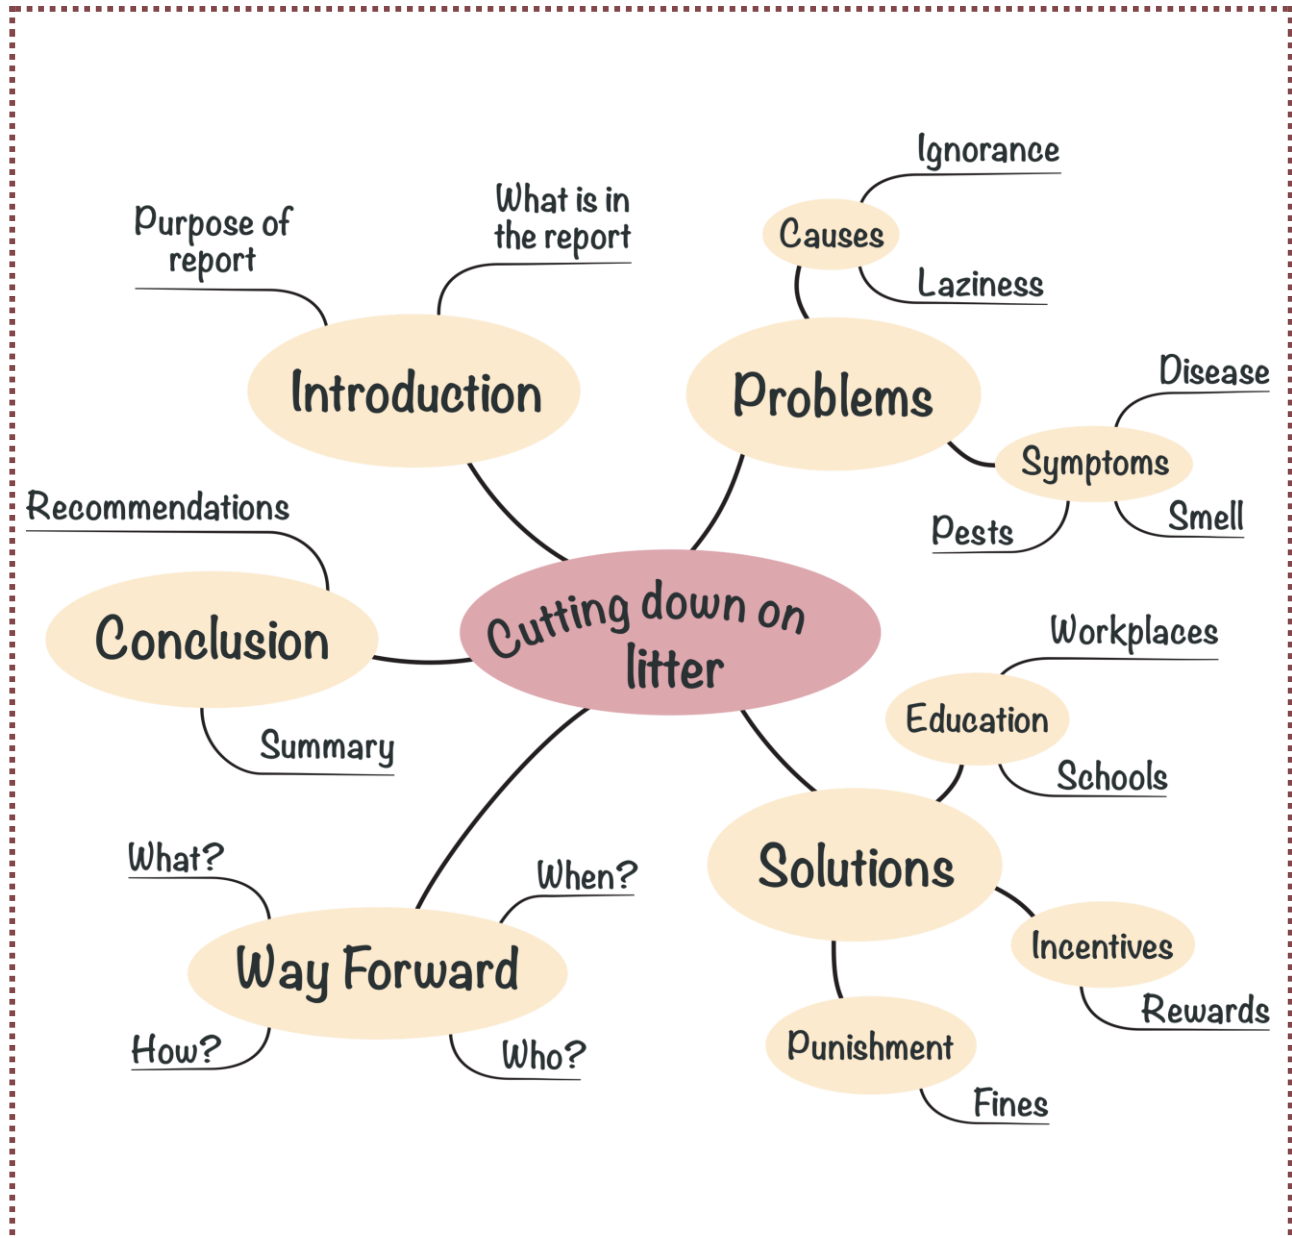 Ignorance
What is in
the report
Purpose of
report
Causes
Laziness
Disease
Introduction
Problems
Symptoms
Recommendations
Smell
Pests
Cutting down on
litter
Conclusion
Workplaces
Education
Summary
Schools
What?
When?
Solutions
Way Forward
Incentives
Rewards
How?
Who?
Punishment
Fines